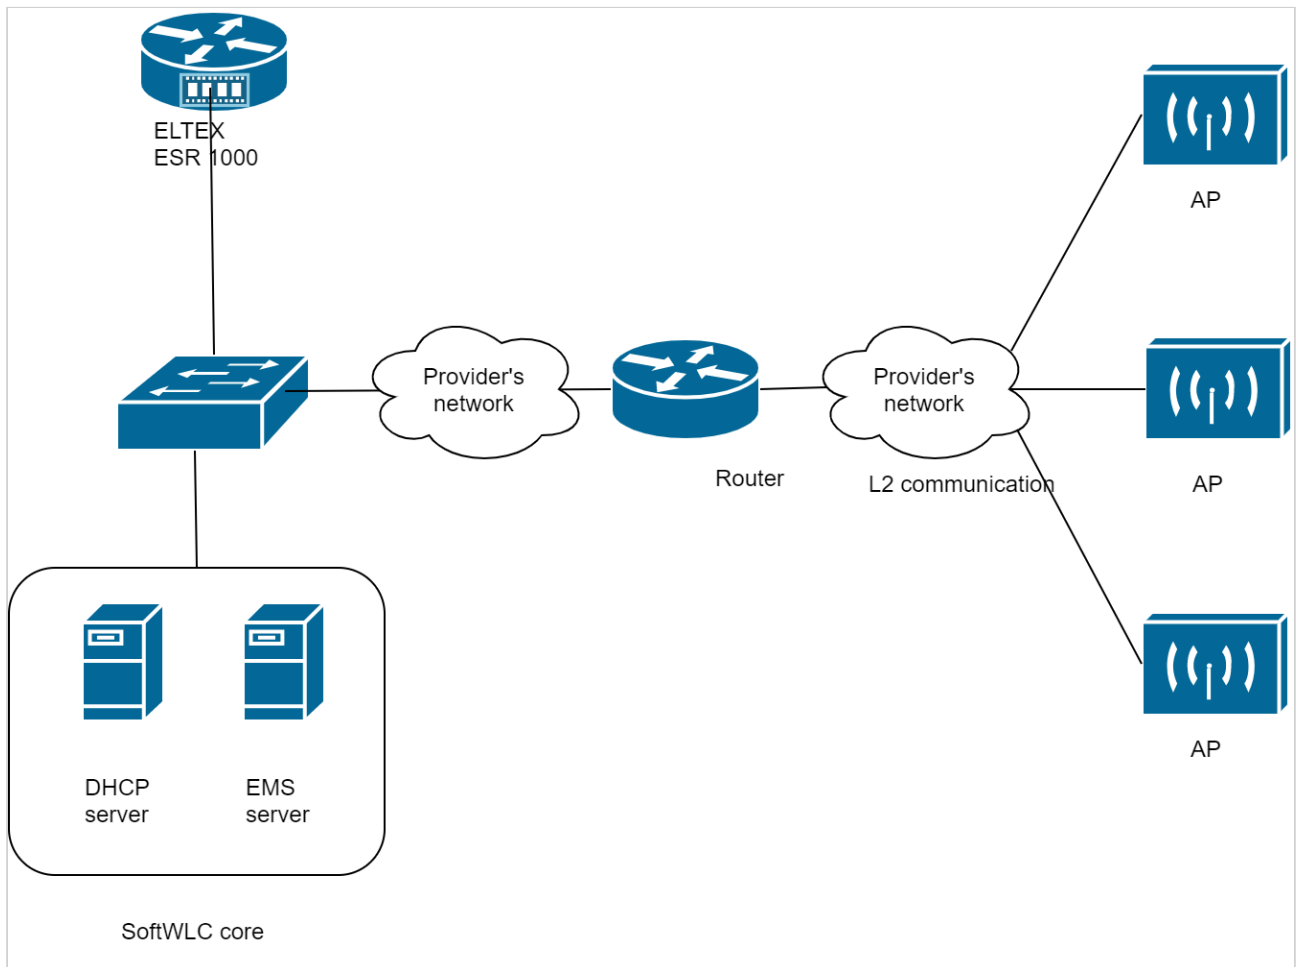 ELTEX
ESR 1000
AP
Provider's
network
Provider's
network
Router
L2 communication
AP
AP
DHCP
server
EMS
server
SoftWLC core